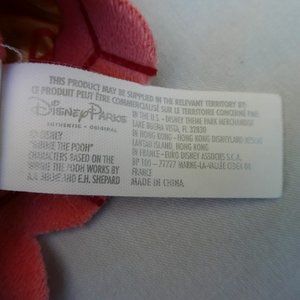 THIS PRODUCT MAY BE SUPPLIED IN THE RELEVANT TERRITORY BY:
CE PRODUIT PEUT ÊTRE COMMERCIALISÉ SUR LE TERRITOIRE CONCERNÉ PAR:
Disney Parks
AUTHENTIC • ORIGINAL
© DISNEY
"WINNIE THE POOH"
CHARACTERS BASED ON THE
"WINNIE THE POOH" WORKS BY
A.A. MILNE AND E.H. SHEPARD
IN THE U.S. - DISNEY THEME PARK MERCHANDISE
LAKE BUENA VISTA, FL 32830
IN HONG KONG - HONG KONG DISNEYLAND RESORT
LANTAU ISLAND, HONG KONG
IN FRANCE - EURO DISNEY ASSOCIES S.C.A.
BP 100 - 77777 MARNE-LA-VALLÉE CEDEX 04
FRANCE
MADE IN CHINA.